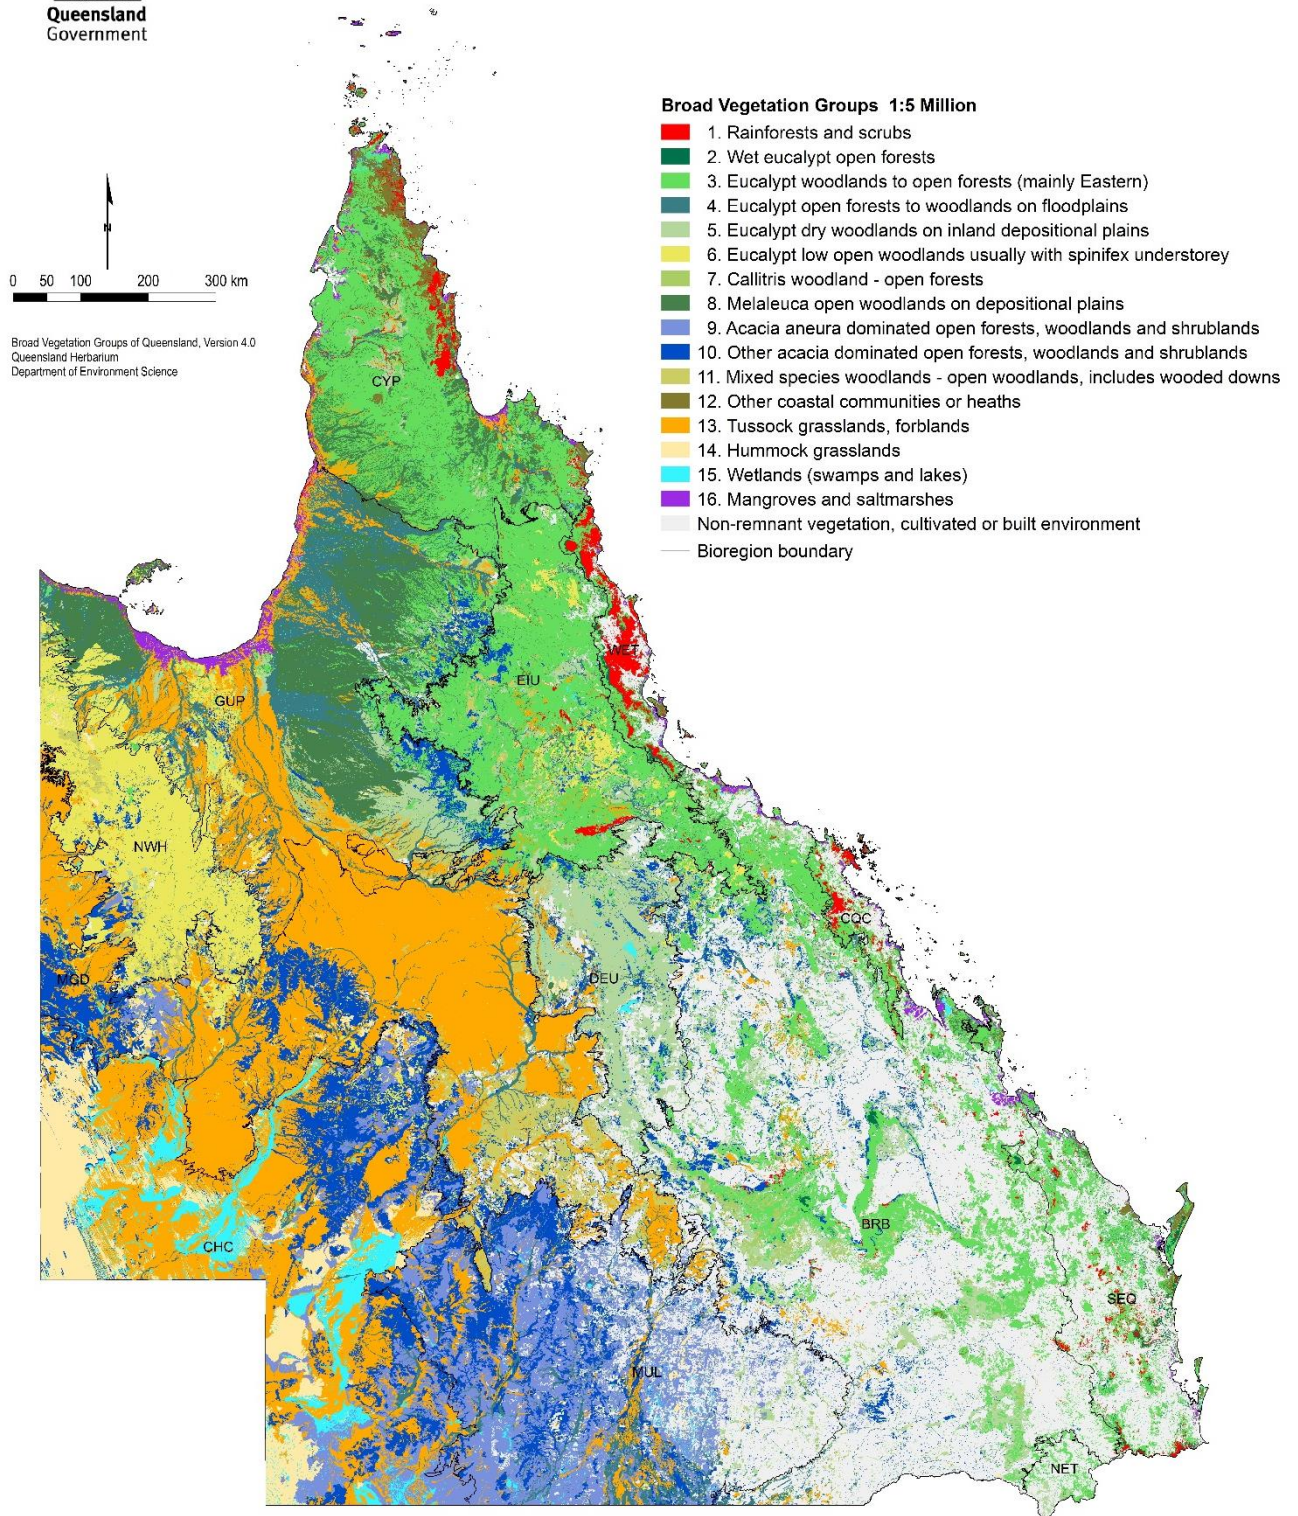 Queensland
Government
Broad Vegetation Groups 1:5 Million
1. Rainforests and scrubs
2. Wet eucalypt open forests
3. Eucalypt woodlands to open forests (mainly Eastern)
4. Eucalypt open forests to woodlands on floodplains
5. Eucalypt dry woodlands on inland depositional plains
6. Eucalypt low open woodlands usually with spinifex understorey
7. Callitris woodland - open forests
8. Melaleuca open woodlands on depositional plains
9. Acacia aneura dominated open forests, woodlands and shrublands
10. Other acacia dominated open forests, woodlands and shrublands
11. Mixed species woodlands - open woodlands, includes wooded downs
12. Other coastal communities or heaths
13. Tussock grasslands, forblands
14. Hummock grasslands
15. Wetlands (swamps and lakes)
16. Mangroves and saltmarshes
Non-remnant vegetation, cultivated or built environment
Bioregion boundary
N
0 50 100 200 300 km
Broad Vegetation Groups of Queensland, Version 4.0
Queensland Herbarium
Department of Environment Science
CYP
WET
EIU
GUP
NWH
CQC
MGD
DEU
BRB
CHC
SEQ
MUL
NET